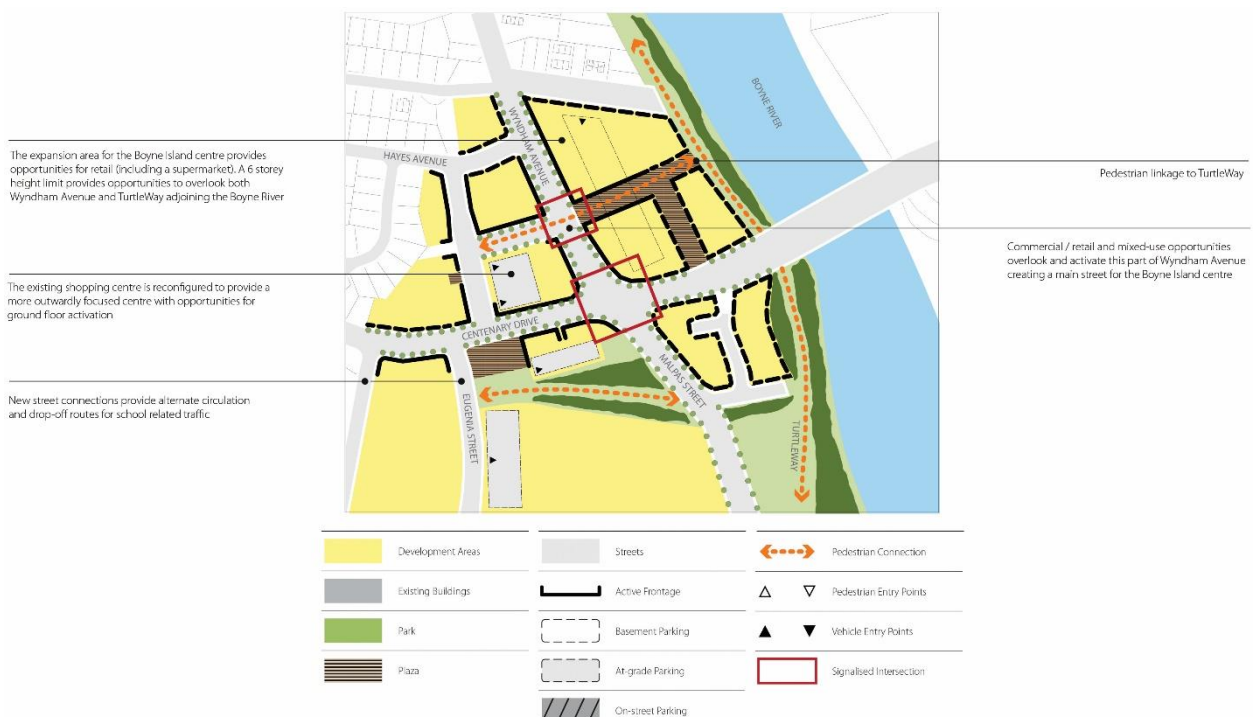 The expansion area for the Boyne Island centre provides
opportunities for retail (including a supermarket). A 6 storey
height limit provides opportunities to overlook both
Wyndham Avenue and TurtleWay adjoining the Boyne River
The existing shopping centre is reconfigured to provide a
more outwardly focused centre with opportunities for
ground floor activation
New street connections provide alternate circulation
and drop-off routes for school related traffic
HAYES AVENUE
WYNDHAM AVENUE
BOYNE RIVER
CENTENARY DRIVE
EUGENIA STREET
MALPAS STREET
TURTLEWAY
Pedestrian linkage to TurtleWay
Commercial / retail and mixed-use opportunities
overlook and activate this part of Wyndham Avenue
creating a main street for the Boyne Island centre
Development Areas
Existing Buildings
Park
Plaza
Streets
Active Frontage
Basement Parking
At-grade Parking
On-street Parking
Pedestrian Connection
Pedestrian Entry Points
Vehicle Entry Points
Signalised Intersection